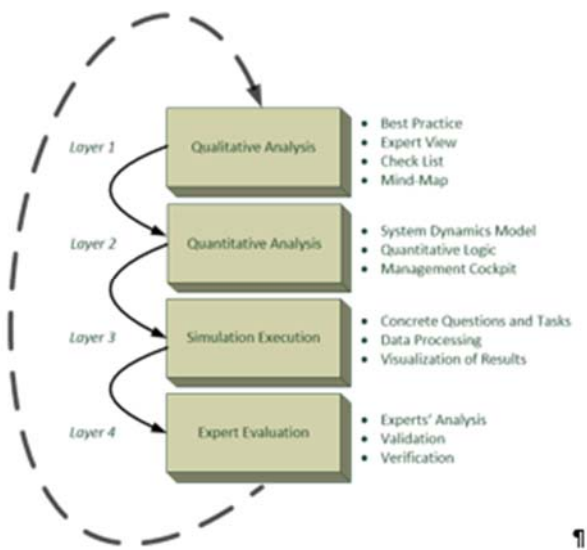 Layer 1
Qualitative Analysis
• Best Practice
• Expert View
• Check List
• Mind-Map
Layer 2
Quantitative Analysis
• System Dynamics Model
• Quantitative Logic
• Management Cockpit
Layer 3
Simulation Execution
• Concrete Questions and Tasks
• Data Processing
• Visualization of Results
Layer 4
Expert Evaluation
• Experts' Analysis
• Validation
• Verification
¶